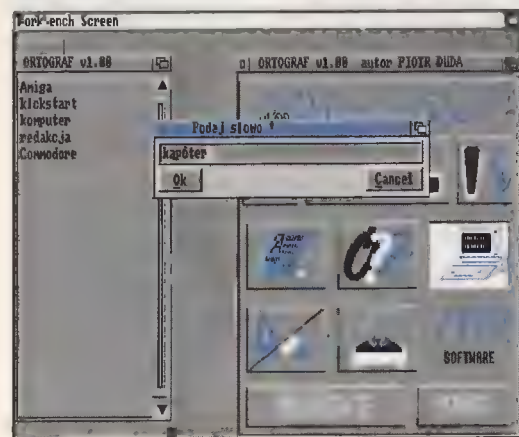 Workbench Screen
ORTOGRAF v1.00
ORTOGRAF v1.00 autor PIOTR DUDA
Amiga
kickstart
komputer
redakcja
Commodore
Podaj slowo !
kapóter
Ok
Cancel
SOFTWARE